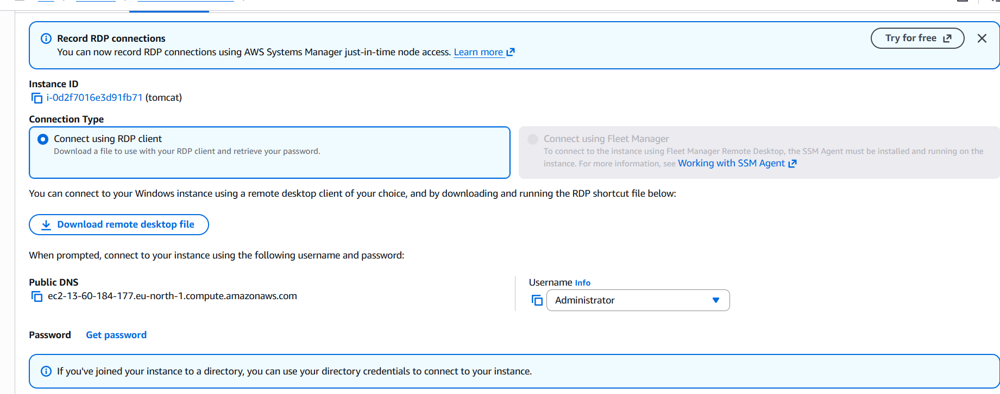 Record RDP connections
You can now record RDP connections using AWS Systems Manager just-in-time node access. Learn more
Try for free
Instance ID
i-0d2f7016e3d91fb71 (tomcat)
Connection Type
Connect using RDP client
Download a file to use with your RDP client and retrieve your password.
Connect using Fleet Manager
To connect to the instance using Fleet Manager Remote Desktop, the SSM Agent must be installed and running on the
instance. For more information, see Working with SSM Agent
You can connect to your Windows instance using a remote desktop client of your choice, and by downloading and running the RDP shortcut file below:
Download remote desktop file
When prompted, connect to your instance using the following username and password:
Public DNS
ec2-13-60-184-177.eu-north-1.compute.amazonaws.com
Username Info
Administrator
Password Get password
If you've joined your instance to a directory, you can use your directory credentials to connect to your instance.